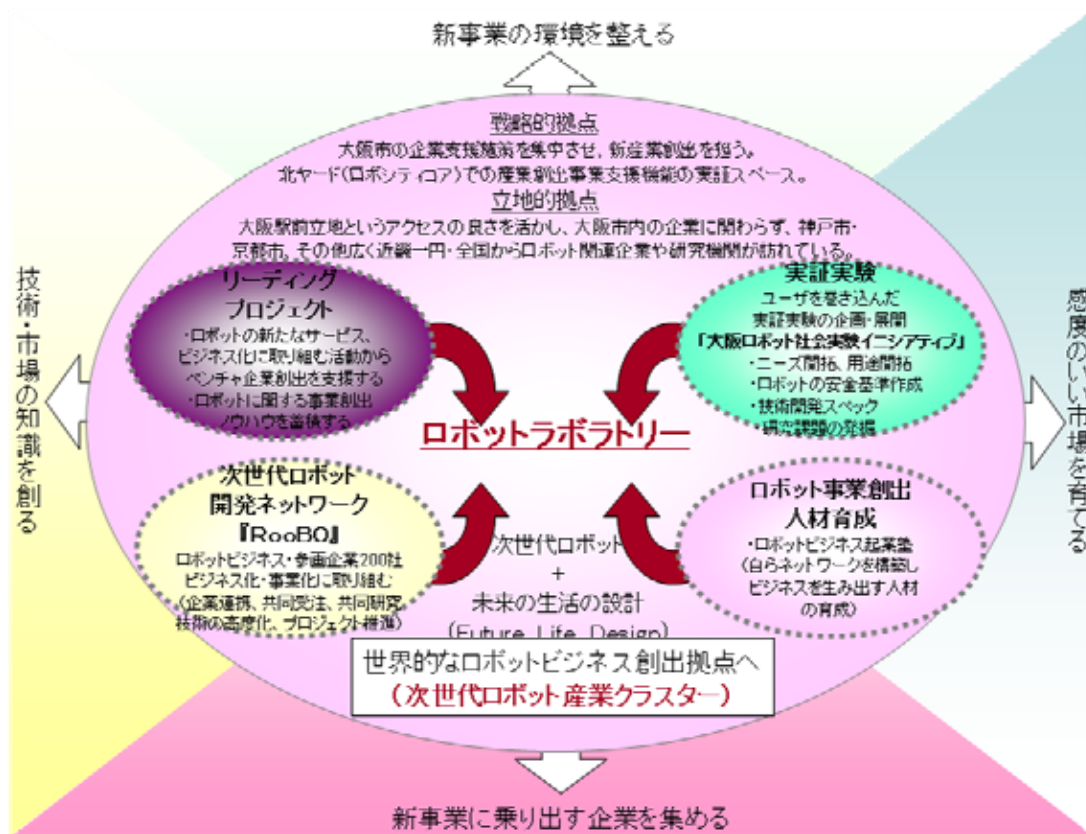 新事業の環境を整える
戦略的拠点
大阪市の企業支援施策を集中させ、新産業創出を担う。
北ヤード(ロボシティコア)での産業創出事業支援機能の実証スペース。
立地的拠点
大阪駅前立地というアクセスの良さを活かし、大阪市内の企業に関わらず、神戸市・
京都市、その他広く近畿一円・全国からロボット関連企業や研究機関が訪れている。
技術・市場の知識を創る
リーディング
プロジェクト
・ロボットの新たなサービス、
ビジネス化に取り組む活動から
ベンチャ企業創出を支援する
・ロボットに関する事業創出
ノウハウを蓄積する
実証実験
ユーザを巻き込んだ
実証実験の企画・展開
「大阪ロボット社会実験イニシアティブ」
・ニーズ開拓、用途開拓
・ロボットの安全基準作成
・技術開発スペック
・研究課題の発掘
感度のいい市場を育てる
ロボットラボラトリー
次世代ロボット
開発ネットワーク
『RooBO』
ロボットビジネス・参画企業200社
ビジネス化・事業化に取り組む
(企業連携、共同受注、共同研究
技術の高度化、プロジェクト推進)
次世代ロボット
+
未来の生活の設計
(Future Life Design)
ロボット事業創出
人材育成
・ロボットビジネス起業塾
(自らネットワークを構築し
ビジネスを生み出す人材
の育成)
世界的なロボットビジネス創出拠点へ
(次世代ロボット産業クラスター)
新事業に乗り出す企業を集める